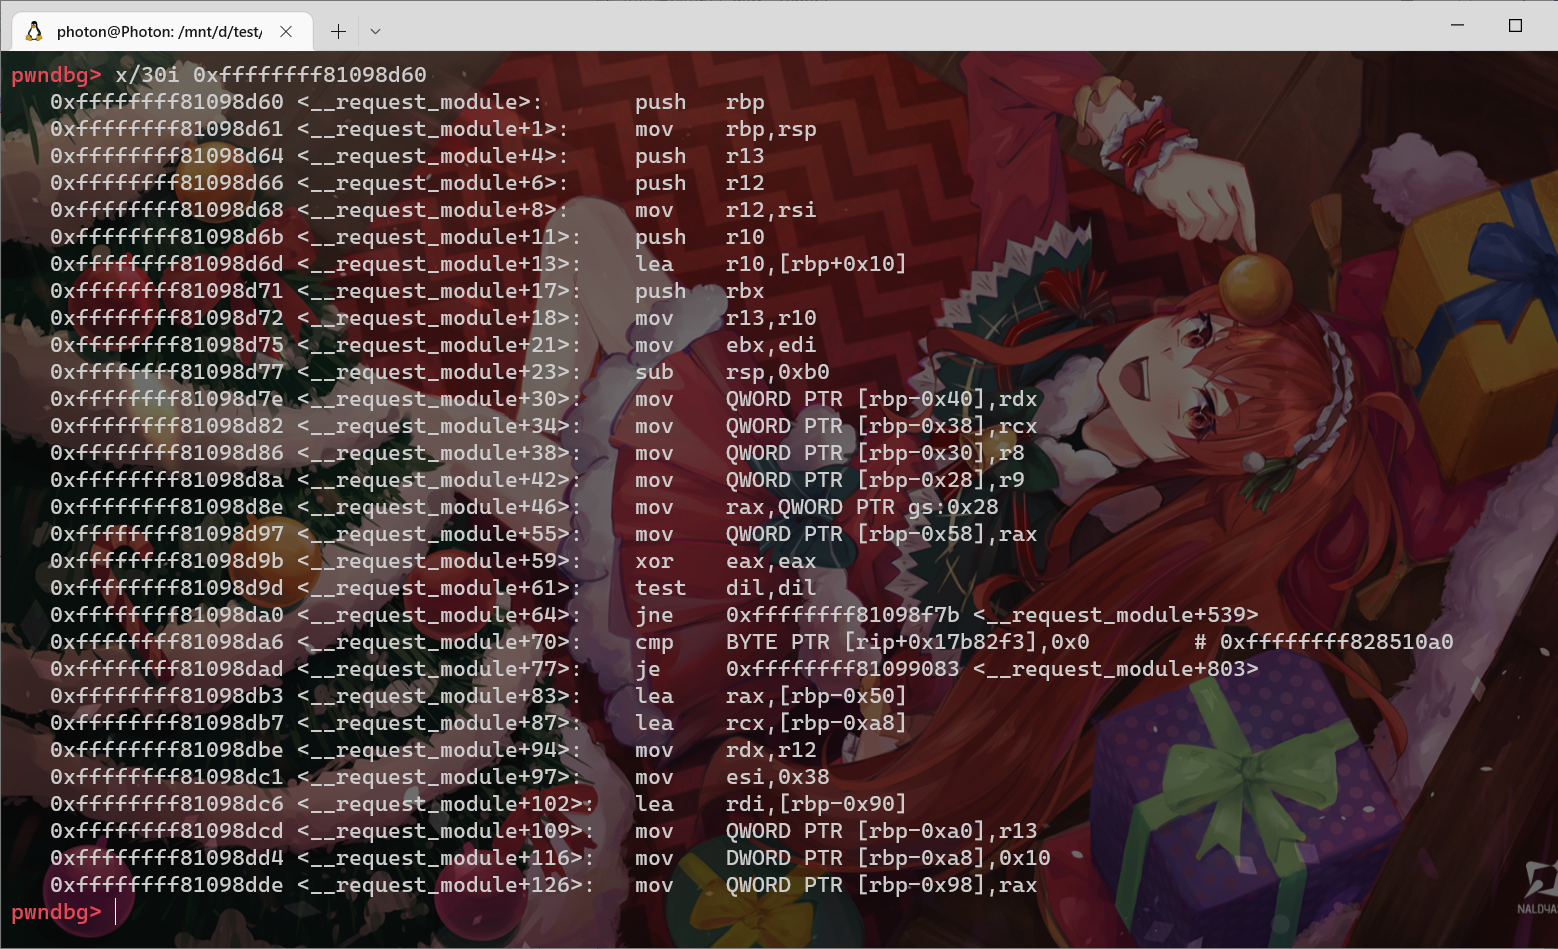 photon@Photon: /mnt/d/test/
pwndbg> x/30i 0xffffffff81098d60
0xffffffff81098d60 <__request_module>: push rbp
0xffffffff81098d61 <__request_module+1>: mov rbp,rsp
0xffffffff81098d64 <__request_module+4>: push r13
0xffffffff81098d66 <__request_module+6>: push r12
0xffffffff81098d68 <__request_module+8>: mov r12,rsi
0xffffffff81098d6b <__request_module+11>: push r10
0xffffffff81098d6d <__request_module+13>: lea r10,[rbp+0x10]
0xffffffff81098d71 <__request_module+17>: push rbx
0xffffffff81098d72 <__request_module+18>: mov r13,r10
0xffffffff81098d75 <__request_module+21>: mov ebx,edi
0xffffffff81098d77 <__request_module+23>: sub rsp,0xb0
0xffffffff81098d7e <__request_module+30>: mov QWORD PTR [rbp-0x40],rdx
0xffffffff81098d82 <__request_module+34>: mov QWORD PTR [rbp-0x38],rcx
0xffffffff81098d86 <__request_module+38>: mov QWORD PTR [rbp-0x30],r8
0xffffffff81098d8a <__request_module+42>: mov QWORD PTR [rbp-0x28],r9
0xffffffff81098d8e <__request_module+46>: mov rax,QWORD PTR gs:0x28
0xffffffff81098d97 <__request_module+55>: mov QWORD PTR [rbp-0x58],rax
0xffffffff81098d9b <__request_module+59>: xor eax,eax
0xffffffff81098d9d <__request_module+61>: test dil,dil
0xffffffff81098da0 <__request_module+64>: jne 0xffffffff81098f7b <__request_module+539>
0xffffffff81098da6 <__request_module+70>: cmp BYTE PTR [rip+0x17b82f3],0x0 # 0xffffffff828510a0
0xffffffff81098dad <__request_module+77>: je 0xffffffff81099083 <__request_module+803>
0xffffffff81098db3 <__request_module+83>: lea rax,[rbp-0x50]
0xffffffff81098db7 <__request_module+87>: lea rcx,[rbp-0xa8]
0xffffffff81098dbe <__request_module+94>: mov rdx,r12
0xffffffff81098dc1 <__request_module+97>: mov esi,0x38
0xffffffff81098dc6 <__request_module+102>: lea rdi,[rbp-0x90]
0xffffffff81098dcd <__request_module+109>: mov QWORD PTR [rbp-0xa0],r13
0xffffffff81098dd4 <__request_module+116>: mov DWORD PTR [rbp-0xa8],0x10
0xffffffff81098dde <__request_module+126>: mov QWORD PTR [rbp-0x98],rax
pwndbg>